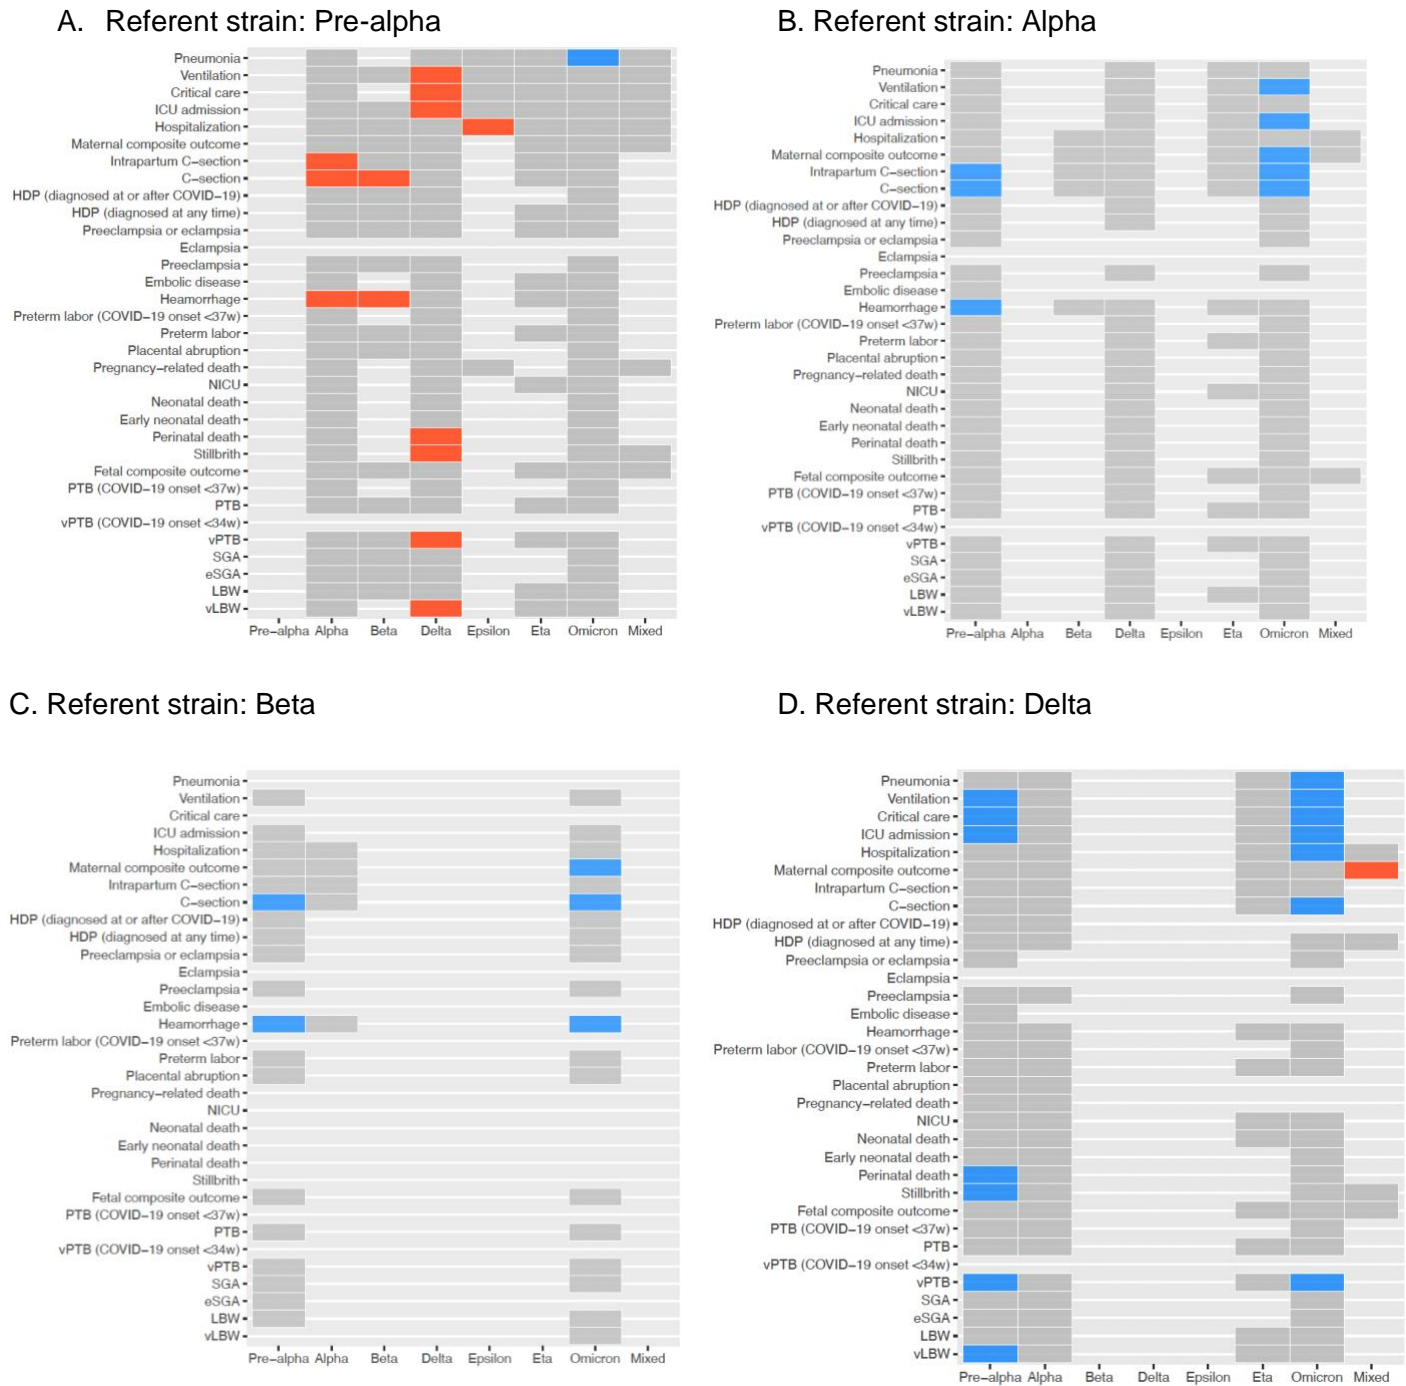 A. Referent strain: Pre-alpha
Pneumonia
Ventilation
Critical care
ICU admission
Hospitalization
Maternal composite outcome
Intrapartum C−section
C−section
HDP (diagnosed at or after COVID−19)
HDP (diagnosed at any time)
Preeclampsia or eclampsia
Eclampsia
Preeclampsia
Embolic disease
Heamorrhage
Preterm labor (COVID−19 onset <37w)
Preterm labor
Placental abruption
Pregnancy−related death
NICU
Neonatal death
Early neonatal death
Perinatal death
Stillbrith
Fetal composite outcome
PTB (COVID−19 onset <37w)
PTB
vPTB (COVID−19 onset <34w)
vPTB
SGA
eSGA
LBW
vLBW
Pre−alpha Alpha Beta Delta Epsilon Eta Omicron Mixed
B. Referent strain: Alpha
Pneumonia
Ventilation
Critical care
ICU admission
Hospitalization
Maternal composite outcome
Intrapartum C−section
C−section
HDP (diagnosed at or after COVID−19)
HDP (diagnosed at any time)
Preeclampsia or eclampsia
Eclampsia
Preeclampsia
Embolic disease
Heamorrhage
Preterm labor (COVID−19 onset <37w)
Preterm labor
Placental abruption
Pregnancy−related death
NICU
Neonatal death
Early neonatal death
Perinatal death
Stillbrith
Fetal composite outcome
PTB (COVID−19 onset <37w)
PTB
vPTB (COVID−19 onset <34w)
vPTB
SGA
eSGA
LBW
vLBW
Pre−alpha Alpha Beta Delta Epsilon Eta Omicron Mixed
C. Referent strain: Beta
Pneumonia
Ventilation
Critical care
ICU admission
Hospitalization
Maternal composite outcome
Intrapartum C−section
C−section
HDP (diagnosed at or after COVID−19)
HDP (diagnosed at any time)
Preeclampsia or eclampsia
Eclampsia
Preeclampsia
Embolic disease
Heamorrhage
Preterm labor (COVID−19 onset <37w)
Preterm labor
Placental abruption
Pregnancy−related death
NICU
Neonatal death
Early neonatal death
Perinatal death
Stillbrith
Fetal composite outcome
PTB (COVID−19 onset <37w)
PTB
vPTB (COVID−19 onset <34w)
vPTB
SGA
eSGA
LBW
vLBW
Pre−alpha Alpha Beta Delta Epsilon Eta Omicron Mixed
D. Referent strain: Delta
Pneumonia
Ventilation
Critical care
ICU admission
Hospitalization
Maternal composite outcome
Intrapartum C−section
C−section
HDP (diagnosed at or after COVID−19)
HDP (diagnosed at any time)
Preeclampsia or eclampsia
Eclampsia
Preeclampsia
Embolic disease
Heamorrhage
Preterm labor (COVID−19 onset <37w)
Preterm labor
Placental abruption
Pregnancy−related death
NICU
Neonatal death
Early neonatal death
Perinatal death
Stillbrith
Fetal composite outcome
PTB (COVID−19 onset <37w)
PTB
vPTB (COVID−19 onset <34w)
vPTB
SGA
eSGA
LBW
vLBW
Pre−alpha Alpha Beta Delta Epsilon Eta Omicron Mixed